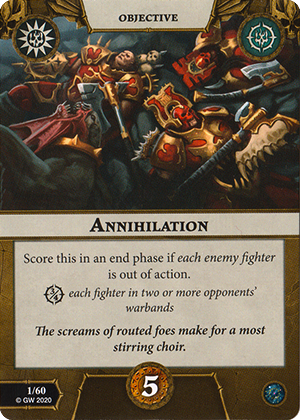 OBJECTIVE
ANNIHILATION
Score this in an end phase if each enemy fighter
is out of action.
3/4 each fighter in two or more opponents’
warbands
The screams of routed foes make for a most
stirring choir.
1/60
© GW 2020
5